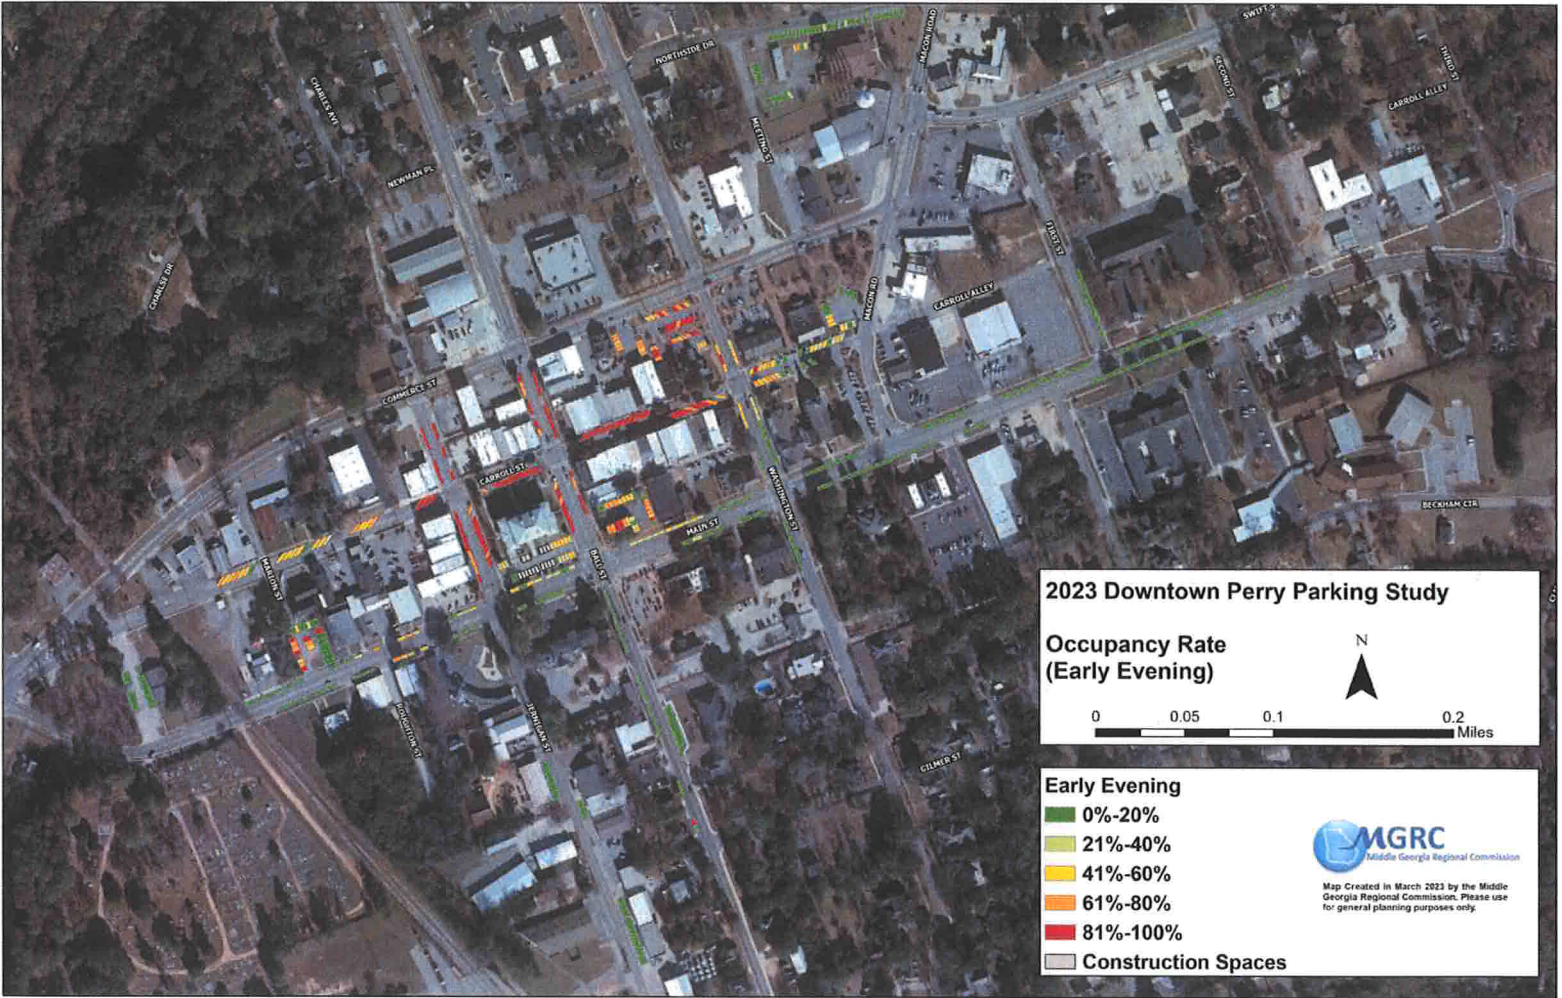 SWIFT S
MACON ROAD
NORTHSIDE DR
THIRD ST
SECOND ST
CHARLES AVE
CARROLL ALLEY
MEETING ST
NEWMAN PL
FIRST ST
CHARLSE DR
MACON RD
CARROLL ALLEY
COMMERCE ST
CARROLL ST
WASHINGTON ST
BECKHAM CIR
MAIN ST
MARION ST
BALL ST
ROUGHTON ST
JERNIGAN ST
GILMER ST
2023 Downtown Perry Parking Study
Occupancy Rate
(Early Evening)
N
0 0.05 0.1 0.2
Miles
Early Evening
0%-20%
21%-40%
41%-60%
61%-80%
81%-100%
Construction Spaces
MGRC
Middle Georgia Regional Commission
Map Created in March 2023 by the Middle
Georgia Regional Commission. Please use
for general planning purposes only.